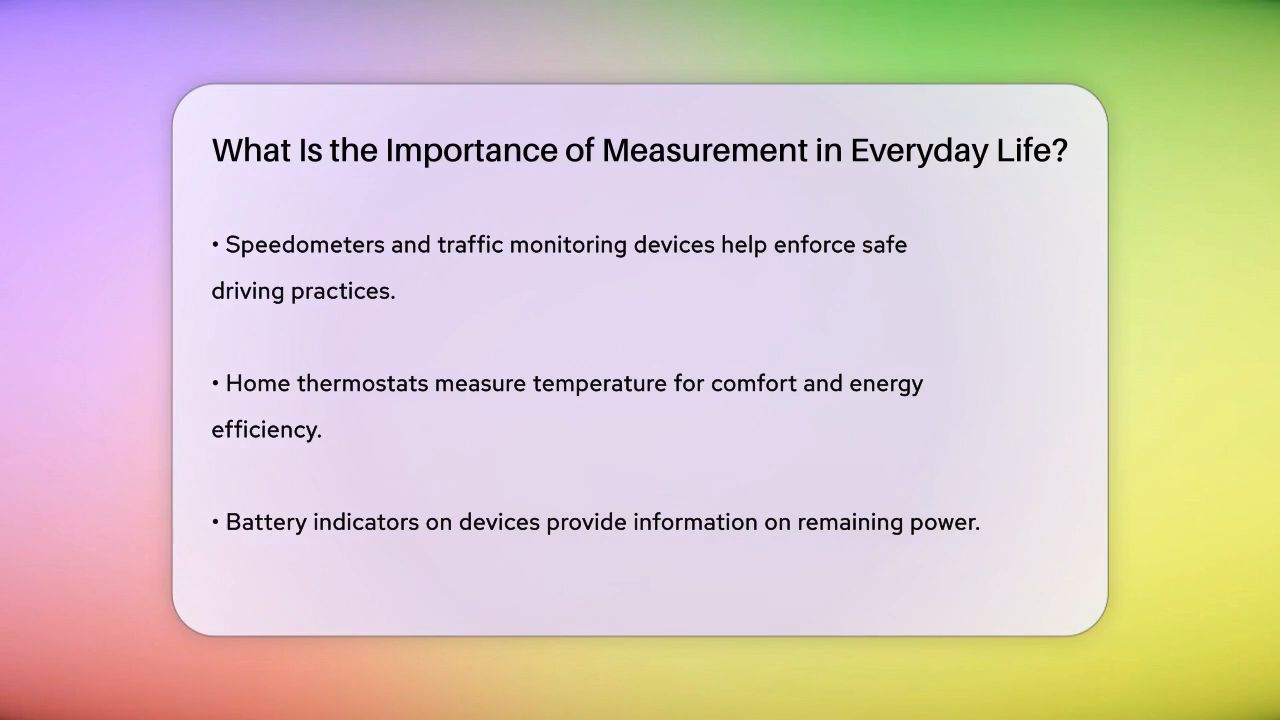 What Is the Importance of Measurement in Everyday Life?
• Speedometers and traffic monitoring devices help enforce safe
driving practices.
• Home thermostats measure temperature for comfort and energy
efficiency.
• Battery indicators on devices provide information on remaining power.